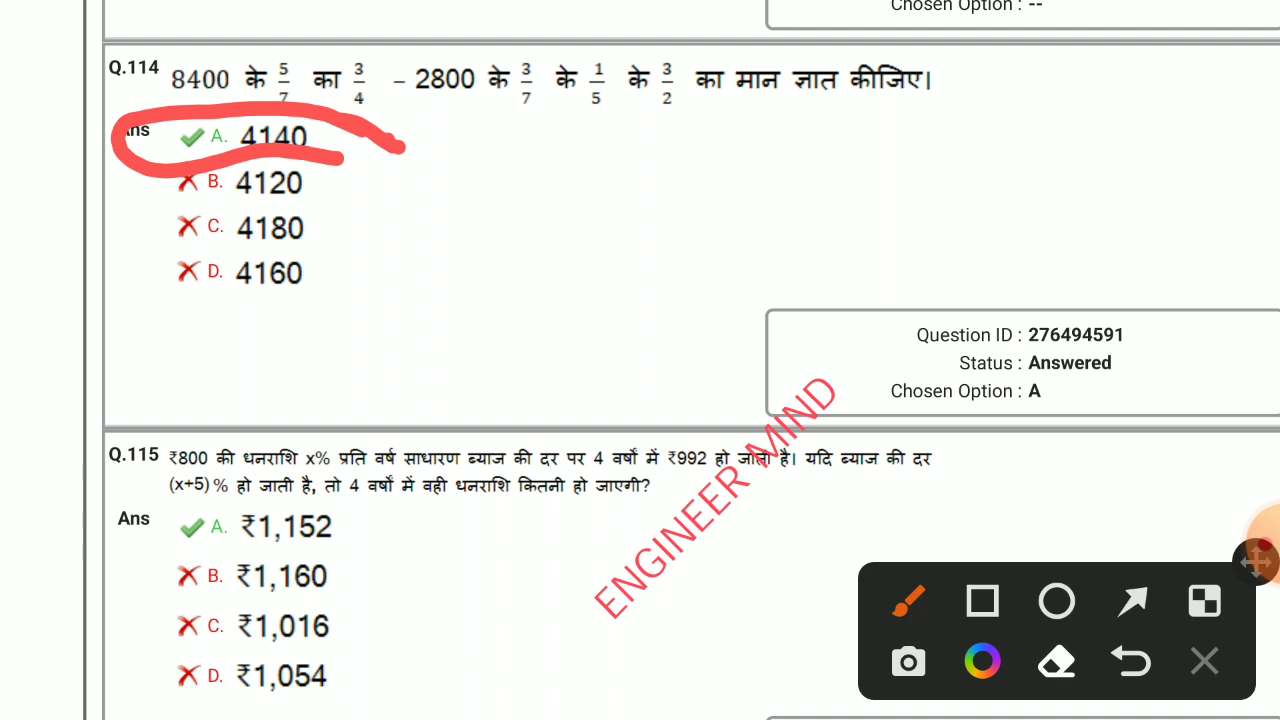 Chosen Option : --
Q.114 8400 के 5/7 का 3/4 – 2800 के 3/7 के 1/5 के 3/2 का मान ज्ञात कीजिए।
Ans A. 4140
B. 4120
C. 4180
D. 4160
Question ID : 276494591
Status : Answered
Chosen Option : A
Q.115 ₹800 की धनराशि x% प्रति वर्ष साधारण ब्याज की दर पर 4 वर्षों में ₹992 हो जाती है। यदि ब्याज की दर
(x+5)% हो जाती है, तो 4 वर्षों में वही धनराशि कितनी हो जाएगी?
Ans A. ₹1,152
B. ₹1,160
C. ₹1,016
D. ₹1,054
ENGINEER MIND